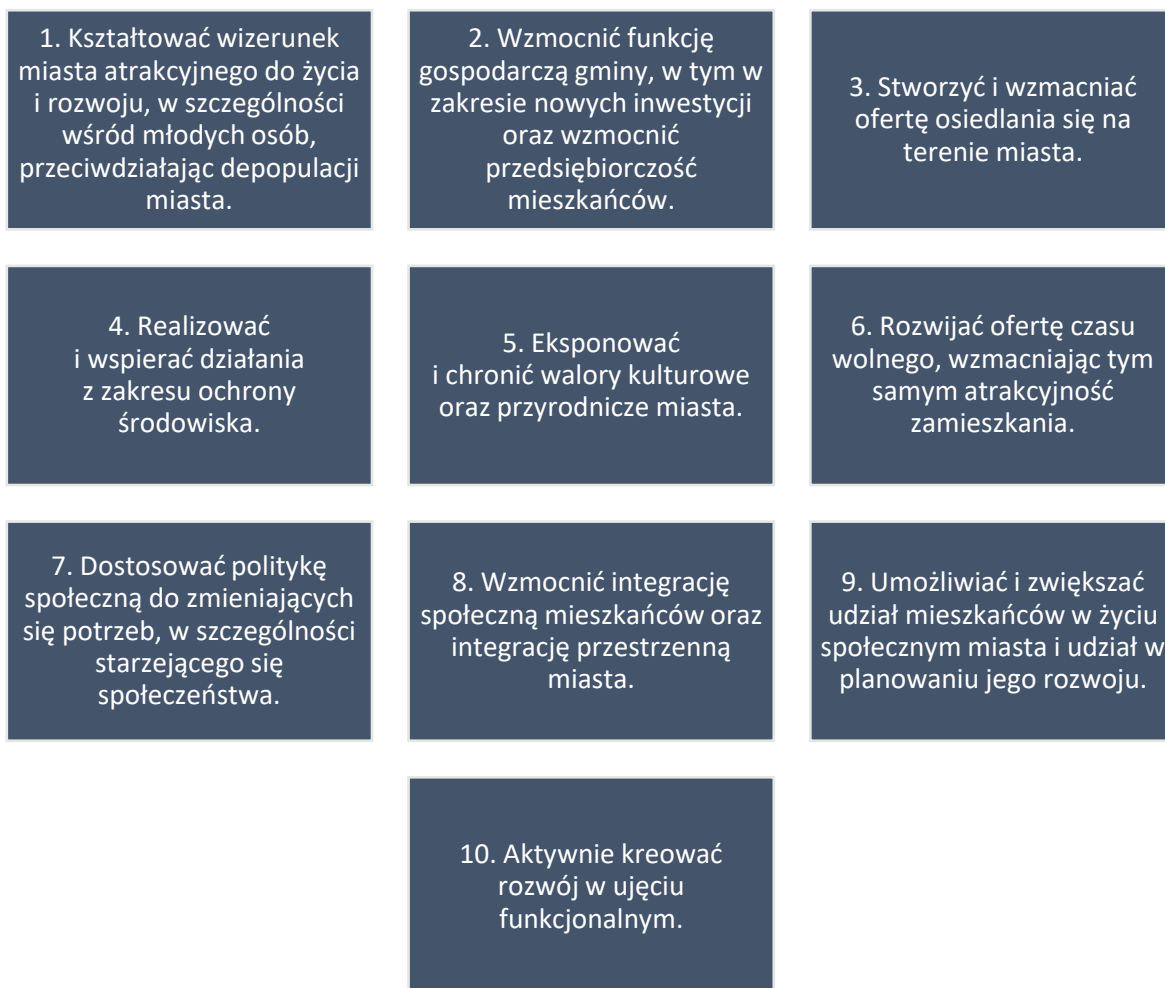 1. Kształtować wizerunek
miasta atrakcyjnego do życia
i rozwoju, w szczególności
wśród młodych osób,
przeciwdziałając depopulacji
miasta.
2. Wzmocnić funkcję
gospodarczą gminy, w tym w
zakresie nowych inwestycji
oraz wzmocnić
przedsiębiorczość
mieszkańców.
3. Stworzyć i wzmacniać
ofertę osiedlania się na
terenie miasta.
4. Realizować
i wspierać działania
z zakresu ochrony
środowiska.
5. Eksponować
i chronić walory kulturowe
oraz przyrodnicze miasta.
6. Rozwijać ofertę czasu
wolnego, wzmacniając tym
samym atrakcyjność
zamieszkania.
7. Dostosować politykę
społeczną do zmieniających
się potrzeb, w szczególności
starzejącego się
społeczeństwa.
8. Wzmocnić integrację
społeczną mieszkańców oraz
integrację przestrzenną
miasta.
9. Umożliwiać i zwiększać
udział mieszkańców w życiu
społecznym miasta i udział w
planowaniu jego rozwoju.
10. Aktywnie kreować
rozwój w ujęciu
funkcjonalnym.